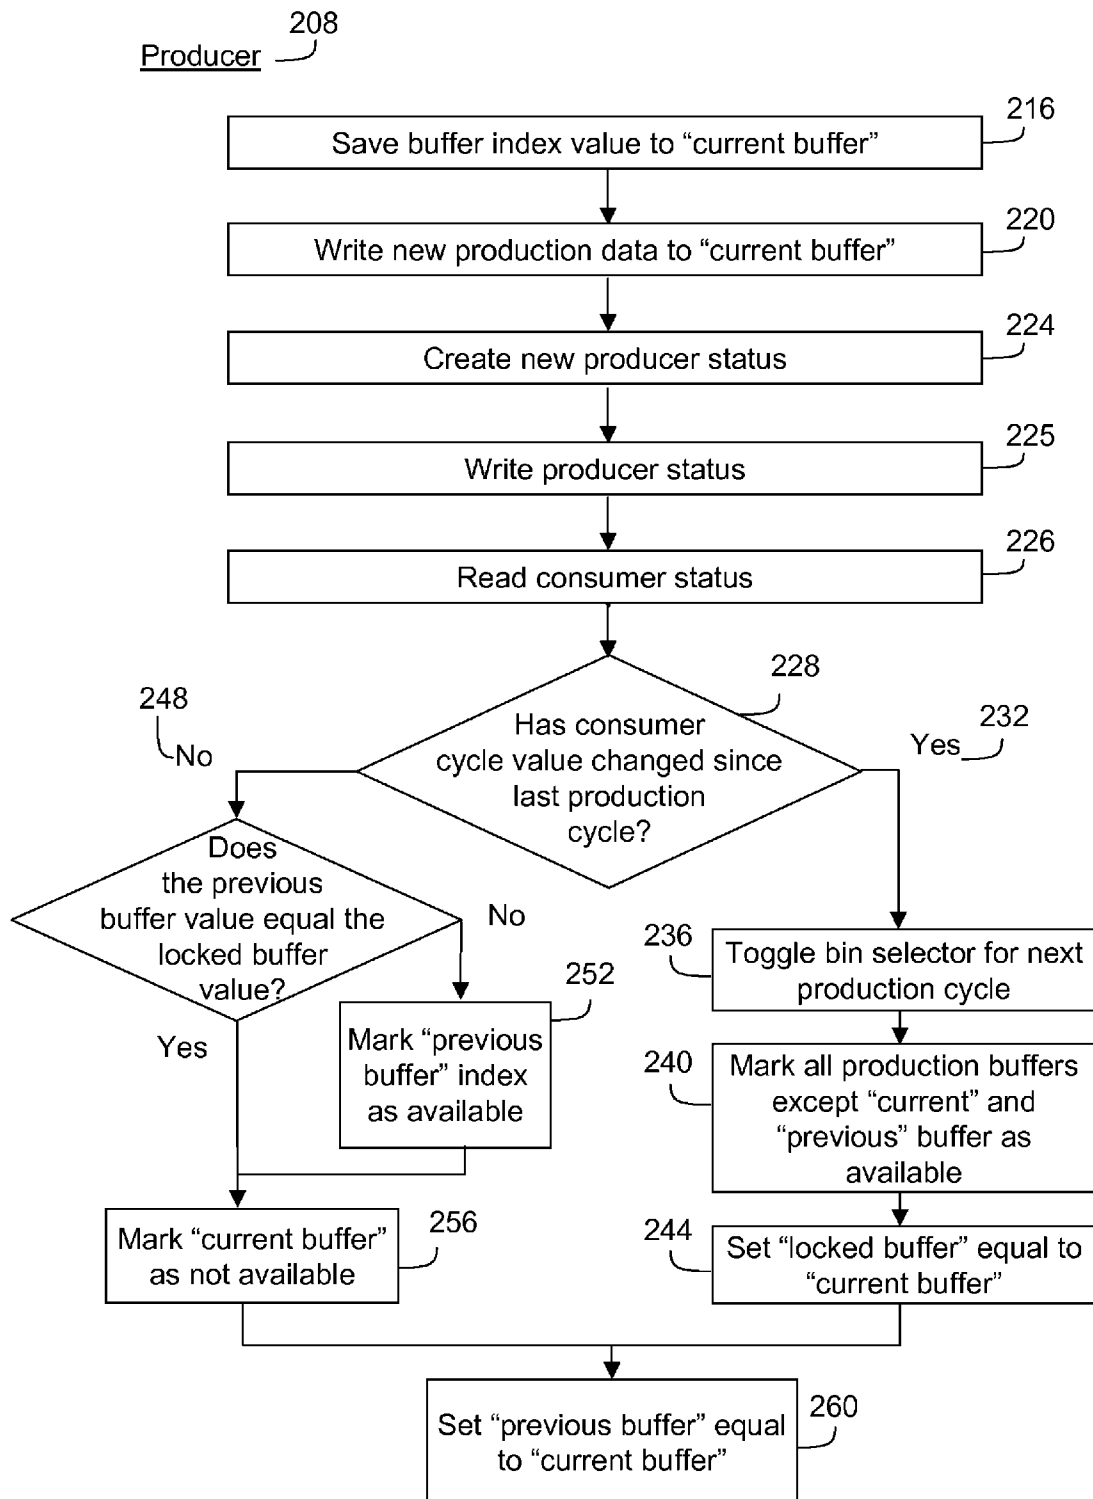 208
Producer
216
Save buffer index value to “current buffer”
220
Write new production data to “current buffer”
224
Create new producer status
225
Write producer status
226
Read consumer status
228
Has consumer
cycle value changed since
last production
cycle?
248
No
232
Yes
Does
the previous
buffer value equal the
locked buffer
value?
No
Yes
252
Mark “previous
buffer” index
as available
236
Toggle bin selector for next
production cycle
240
Mark all production buffers
except “current” and
“previous” buffer as
available
256
Mark “current buffer”
as not available
244
Set “locked buffer” equal to
“current buffer”
260
Set “previous buffer” equal
to “current buffer”